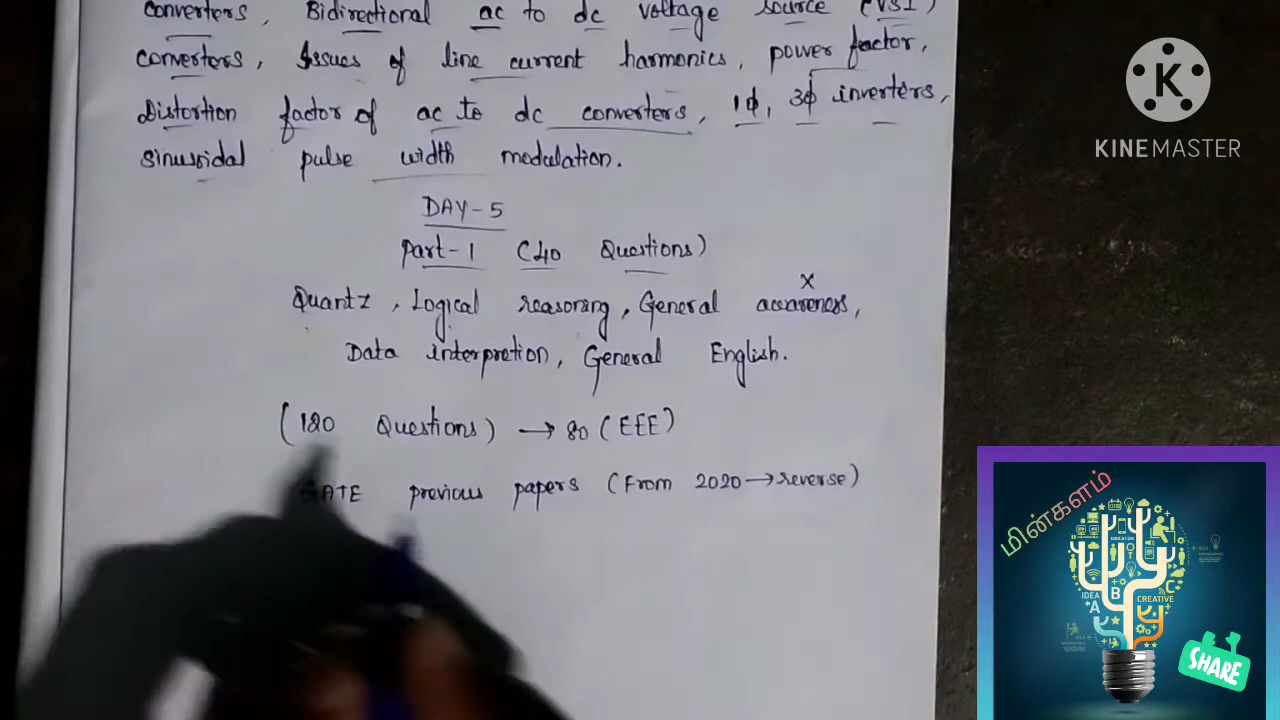 converters, Bidirectional ac to dc voltage source (VSI)
converters, Issues of line current harmonics, power factor,
Distortion factor of ac to dc converters, 1ϕ, 3ϕ inverters,
sinusoidal pulse width modulation.
DAY-5
Part-1 (40 Questions)
x
Quantz, Logical reasoning, General awareness,
Data interpretion, General English.
(120 Questions) → 80 (EEE)
GATE previous papers (From 2020 → reverse)
K
KINEMASTER
மின்களம்
IDEA
A
B
C
CREATIVE
SHARE